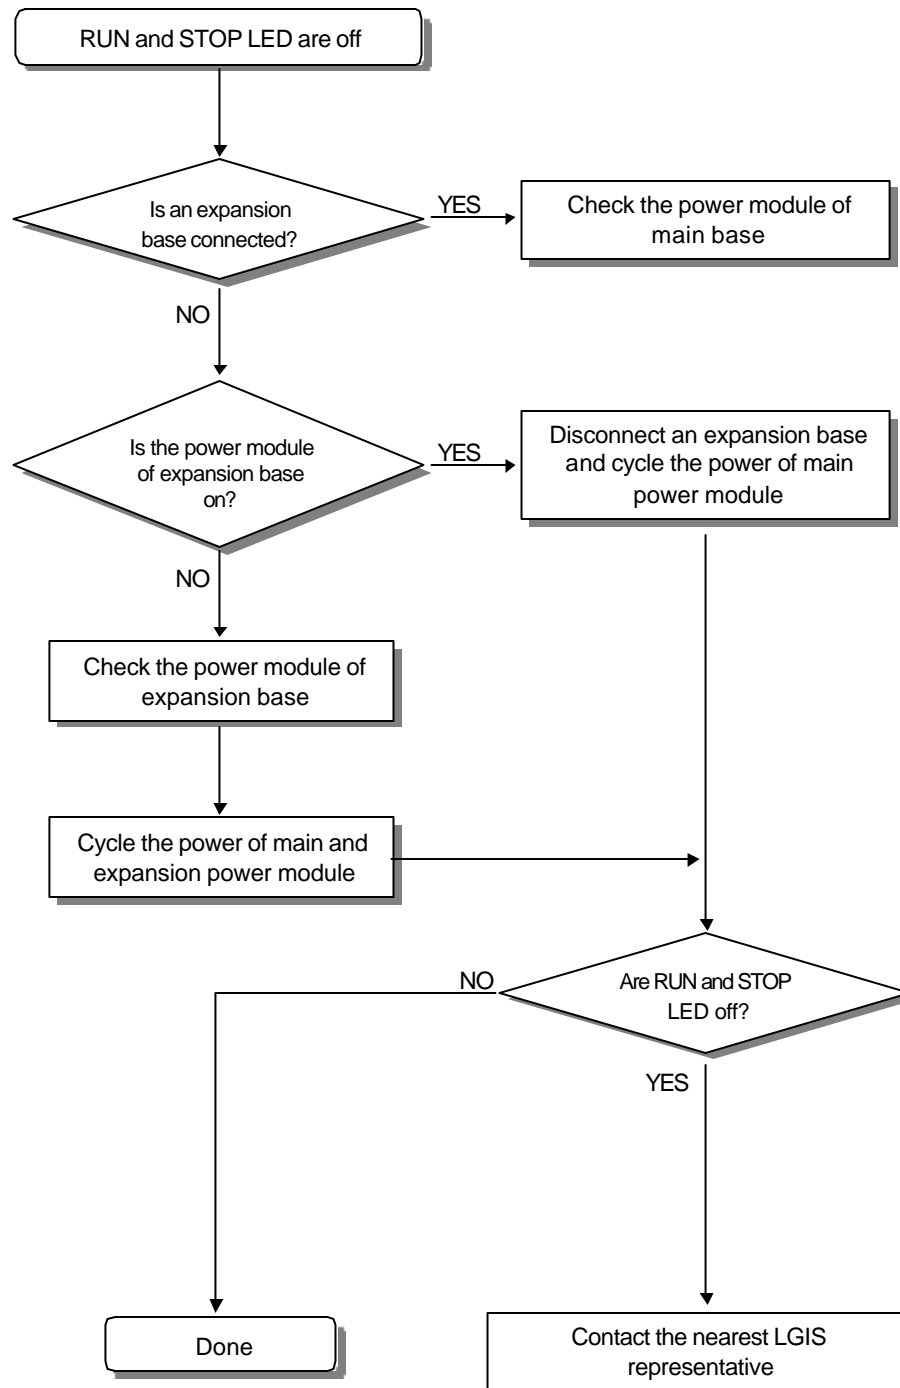 RUN and STOP LED are off
Is an expansion
base connected?
YES
Check the power module of
main base
NO
Is the power module
of expansion base
on?
YES
Disconnect an expansion base
and cycle the power of main
power module
NO
Check the power module of
expansion base
Cycle the power of main and
expansion power module
NO
Are RUN and STOP
LED off?
YES
Done
Contact the nearest LGIS
representative